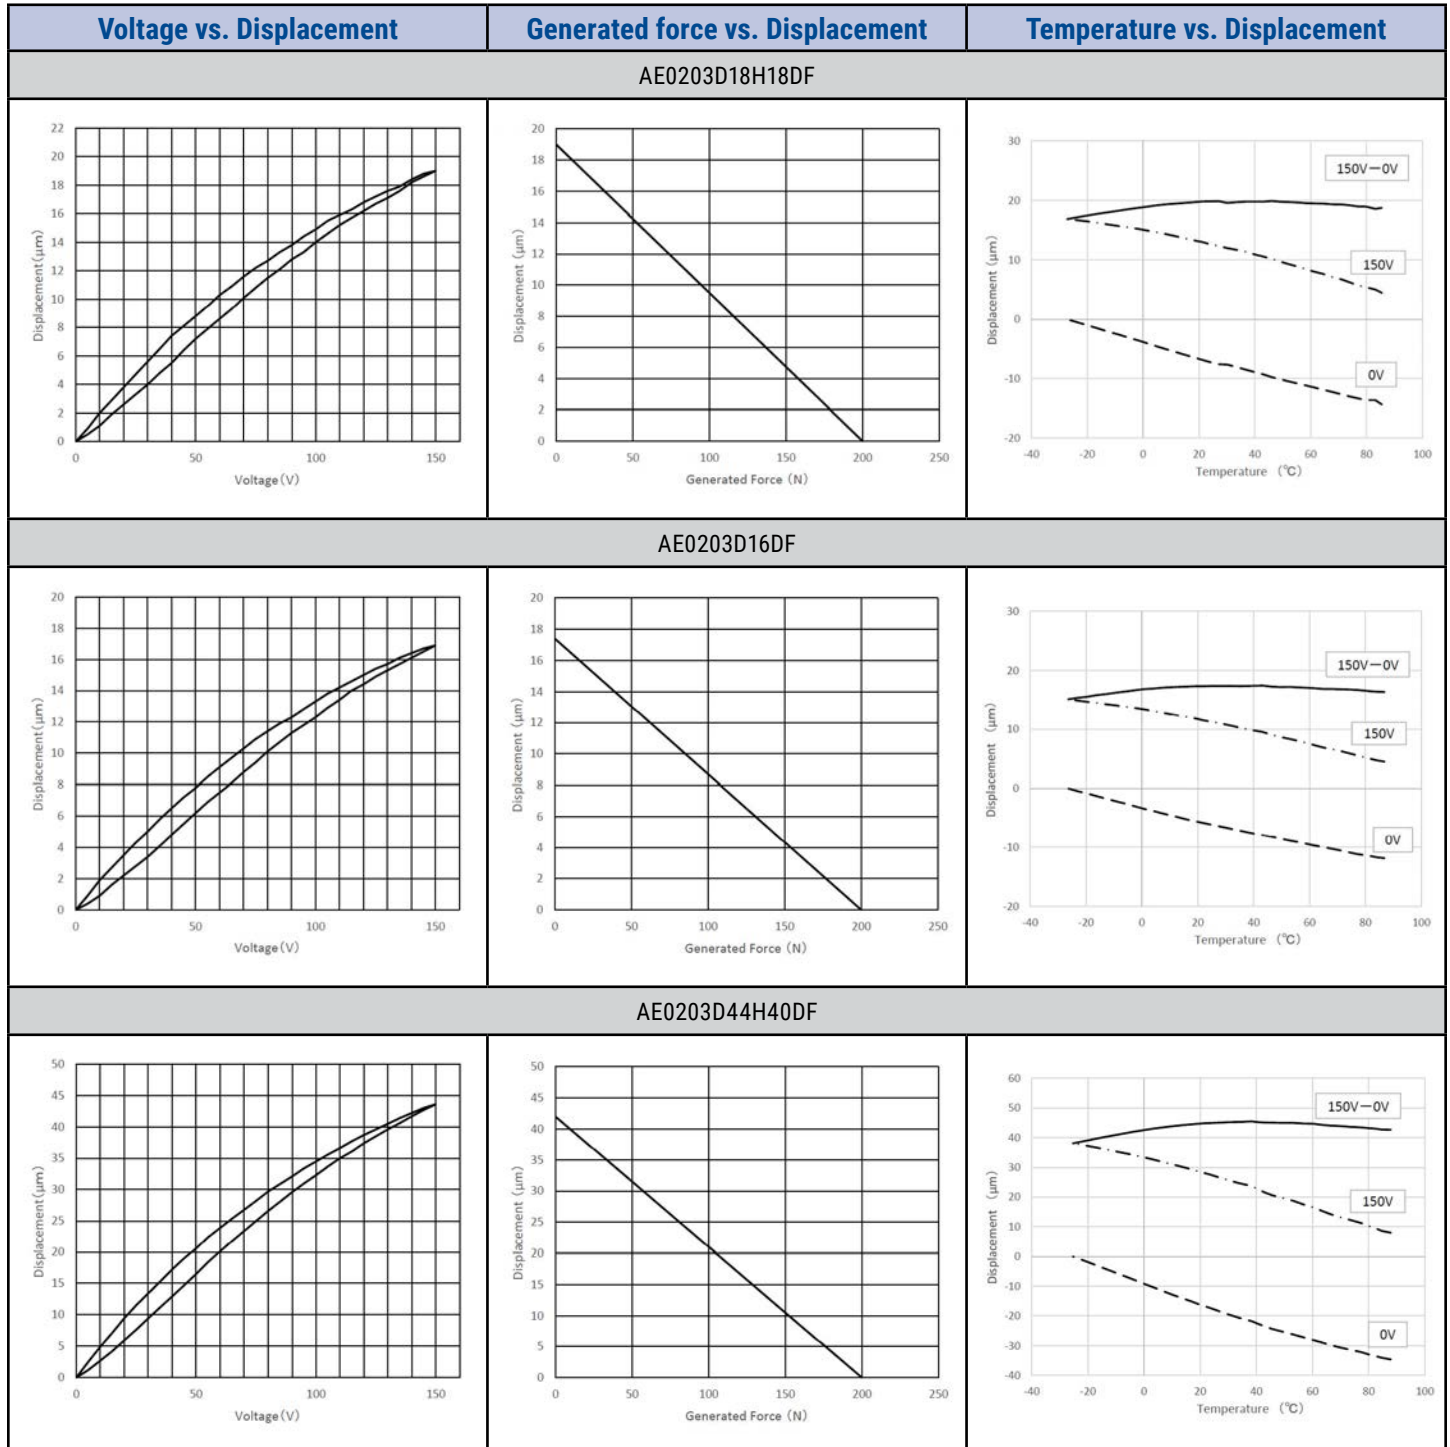 Voltage vs. Displacement
Generated force vs. Displacement
Temperature vs. Displacement
AE0203D18H18DF
22
20
18
16
14
12
10
8
6
4
2
0
Displacement(μm)
0 50 100 150
Voltage(V)
20
18
16
14
12
10
8
6
4
2
0
Displacement (μm)
0 50 100 150 200 250
Generated Force (N)
30
20
10
0
-10
-20
Displacement (μm)
150V-0V
150V
0V
-40 -20 0 20 40 60 80 100
Temperature (℃)
AE0203D16DF
20
18
16
14
12
10
8
6
4
2
0
Displacement(μm)
0 50 100 150
Voltage(V)
20
18
16
14
12
10
8
6
4
2
0
Displacement (μm)
0 50 100 150 200 250
Generated Force (N)
30
20
10
0
-10
-20
Displacement (μm)
150V-0V
150V
0V
-40 -20 0 20 40 60 80 100
Temperature (℃)
AE0203D44H40DF
50
45
40
35
30
25
20
15
10
5
0
Displacement(μm)
0 50 100 150
Voltage(V)
50
45
40
35
30
25
20
15
10
5
0
Displacement (μm)
0 50 100 150 200 250
Generated Force (N)
60
50
40
30
20
10
0
-10
-20
-30
-40
Displacement (μm)
150V-0V
150V
0V
-40 -20 0 20 40 60 80 100
Temperature (℃)